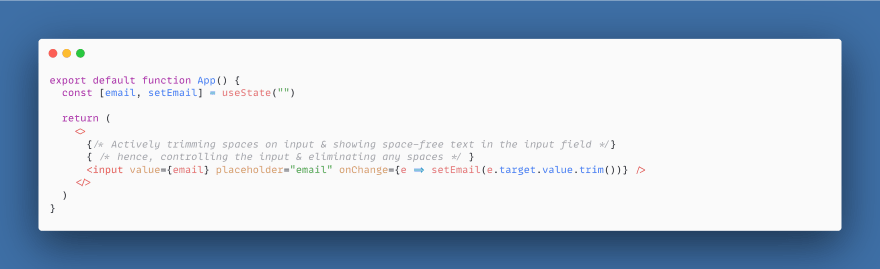 export default function App() {
  const [email, setEmail] = useState("")

  return (
    <>
      {/* Actively trimming spaces on input & showing space-free text in the input field */}
      { /* hence, controlling the input & eliminating any spaces */ }
      <input value={email} placeholder="email" onChange={e => setEmail(e.target.value.trim())} />
    </>
  )
}